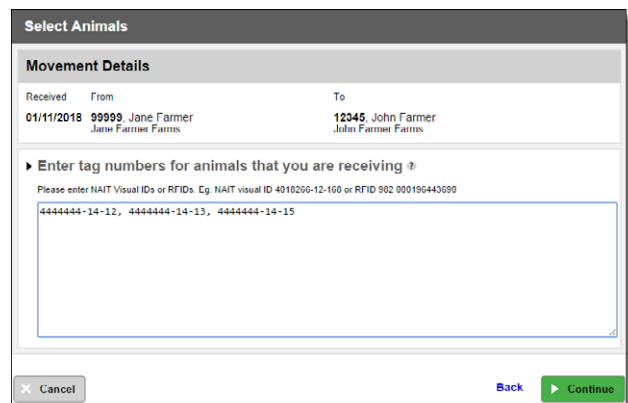 Select Animals
Movement Details
Received From To
01/11/2018 99999, Jane Farmer 12345, John Farmer
Jane Farmer Farms John Farmer Farms
Enter tag numbers for animals that you are receiving ?
Please enter NAIT Visual IDs or RFIDs. Eg. NAIT visual ID 4018266-12-168 or RFID 982 000196443690
4444444-14-12, 4444444-14-13, 4444444-14-15
Cancel Back Continue